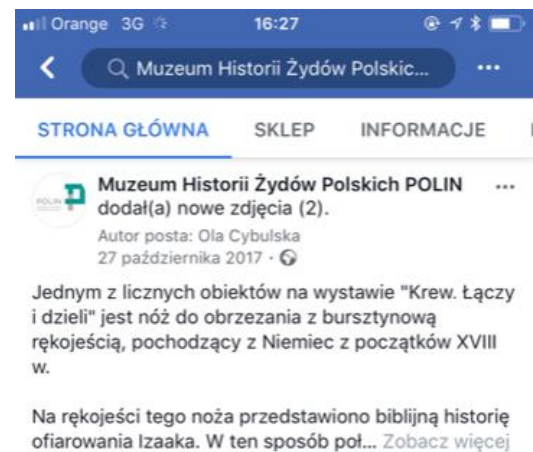 Orange 3G 16:27
Muzeum Historii Żydów Polskic...
STRONA GŁÓWNA SKLEP INFORMACJE
Muzeum Historii Żydów Polskich POLIN
dodał(a) nowe zdjęcia (2).
POLIN
Autor posta: Ola Cybulska
27 października 2017
Jednym z licznych obiektów na wystawie "Krew. Łączy
i dzieli" jest nóż do obrzezania z bursztynową
rękojeścią, pochodzący z Niemiec z początków XVIII
w.
Na rękojeści tego noża przedstawiono biblijną historię
ofiarowania Izaaka. W ten sposób poł... Zobacz więcej